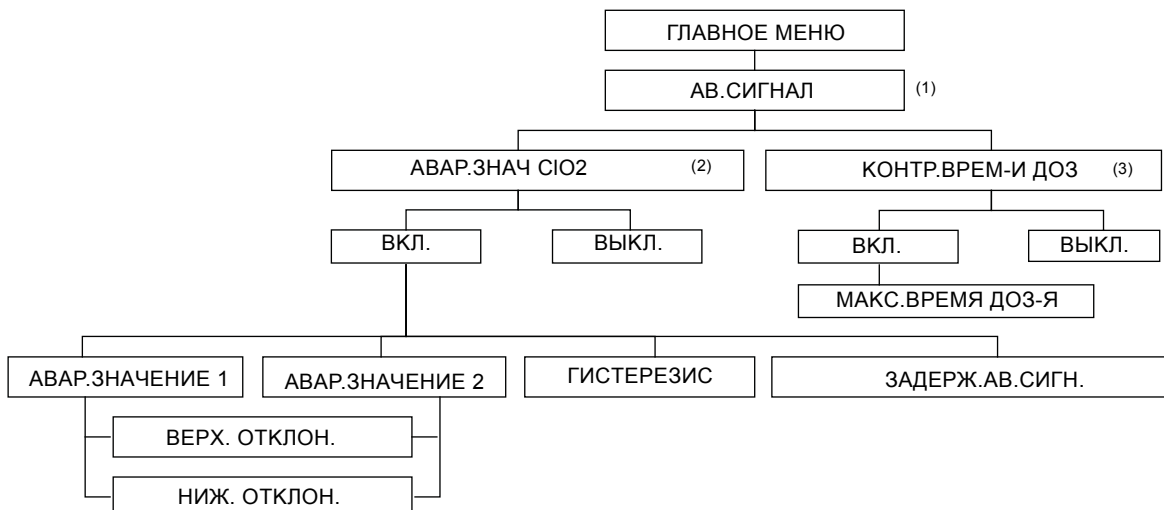 ГЛАВНОЕ МЕНЮ
АВ.СИГНАЛ (1)
АВАР.ЗНАЧ ClO2 (2)
КОНТР.ВРЕМ-И ДОЗ (3)
ВКЛ.
ВЫКЛ.
ВКЛ.
ВЫКЛ.
МАКС.ВРЕМЯ ДОЗ-Я
АВАР.ЗНАЧЕНИЕ 1
АВАР.ЗНАЧЕНИЕ 2
ГИСТЕРЕЗИС
ЗАДЕРЖ.АВ.СИГН.
ВЕРХ. ОТКЛОН.
НИЖ. ОТКЛОН.